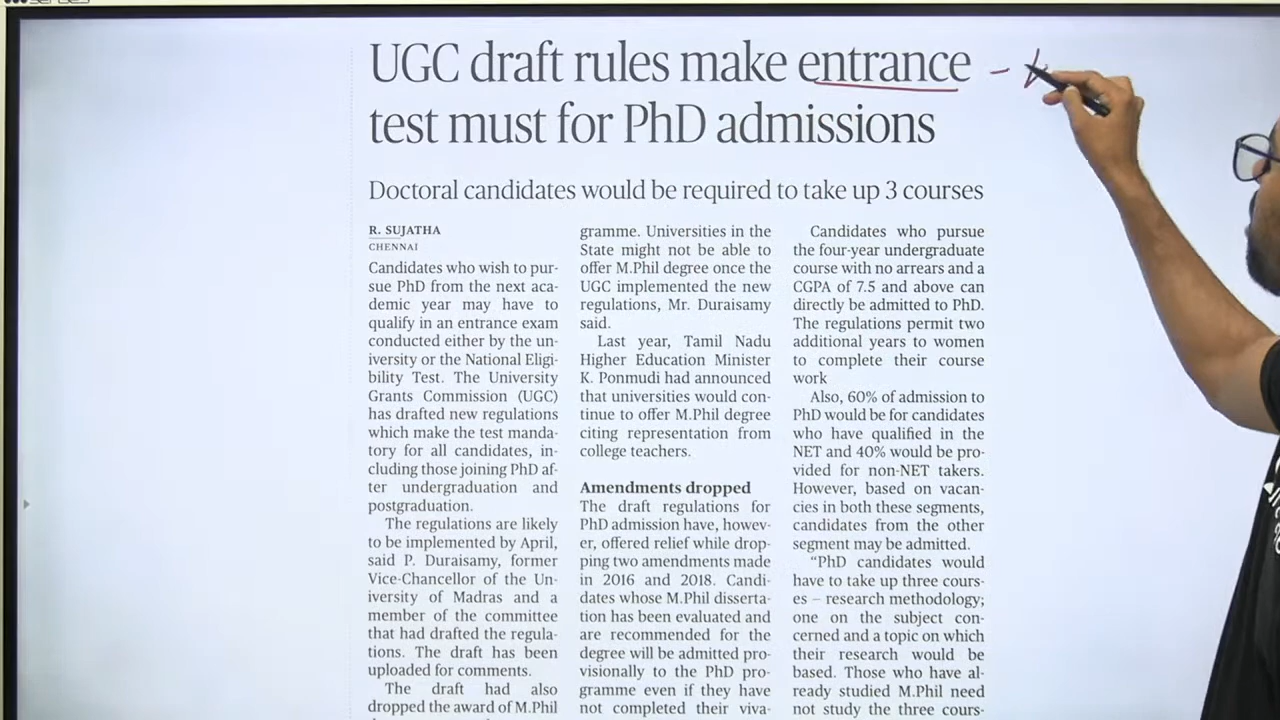 UGC draft rules make entrance
test must for PhD admissions
Doctoral candidates would be required to take up 3 courses
R. SUJATHA
CHENNAI
Candidates who wish to pur-
sue PhD from the next aca-
demic year may have to
qualify in an entrance exam
conducted either by the un-
iversity or the National Eligi-
bility Test. The University
Grants Commission (UGC)
has drafted new regulations
which make the test manda-
tory for all candidates, in-
cluding those joining PhD af-
ter undergraduation and
postgraduation.
The regulations are likely
to be implemented by April,
said P. Duraisamy, former
Vice-Chancellor of the Un-
iversity of Madras and a
member of the committee
that had drafted the regula-
tions. The draft has been
uploaded for comments.
The draft had also
dropped the award of M.Phil
gramme. Universities in the
State might not be able to
offer M.Phil degree once the
UGC implemented the new
regulations, Mr. Duraisamy
said.
Last year, Tamil Nadu
Higher Education Minister
K. Ponmudi had announced
that universities would con-
tinue to offer M.Phil degree
citing representation from
college teachers.
Amendments dropped
The draft regulations for
PhD admission have, howev-
er, offered relief while drop-
ping two amendments made
in 2016 and 2018. Candi-
dates whose M.Phil disserta-
tion has been evaluated and
are recommended for the
degree will be admitted pro-
visionally to the PhD pro-
gramme even if they have
not completed their viva-
Candidates who pursue
the four-year undergraduate
course with no arrears and a
CGPA of 7.5 and above can
directly be admitted to PhD.
The regulations permit two
additional years to women
to complete their course
work
Also, 60% of admission to
PhD would be for candidates
who have qualified in the
NET and 40% would be pro-
vided for non-NET takers.
However, based on vacan-
cies in both these segments,
candidates from the other
segment may be admitted.
“PhD candidates would
have to take up three cours-
es – research methodology;
one on the subject con-
cerned and a topic on which
their research would be
based. Those who have al-
ready studied M.Phil need
not study the three cours-